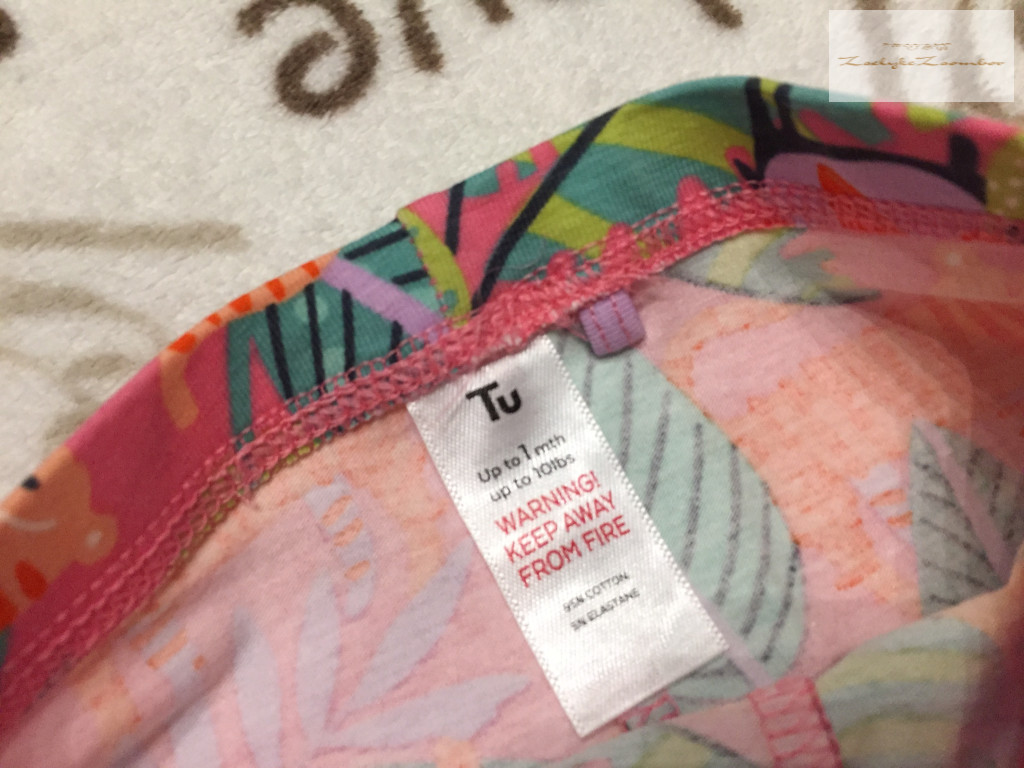 Tu
Up to 1 mth
up to 10lbs
WARNING!
KEEP AWAY
FROM FIRE
95% COTTON
5% ELASTANE